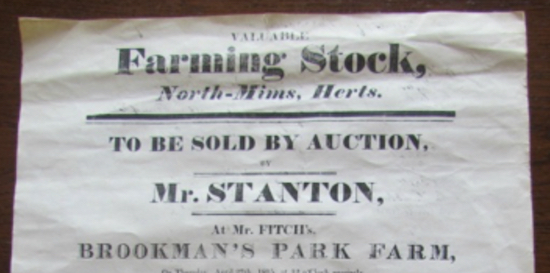 VALUABLE
Farming Stock,
North-Mims, Herts.
TO BE SOLD BY AUCTION,
BY
Mr. STANTON,
At Mr. FITCH's,
BROOKMAN'S PARK FARM,